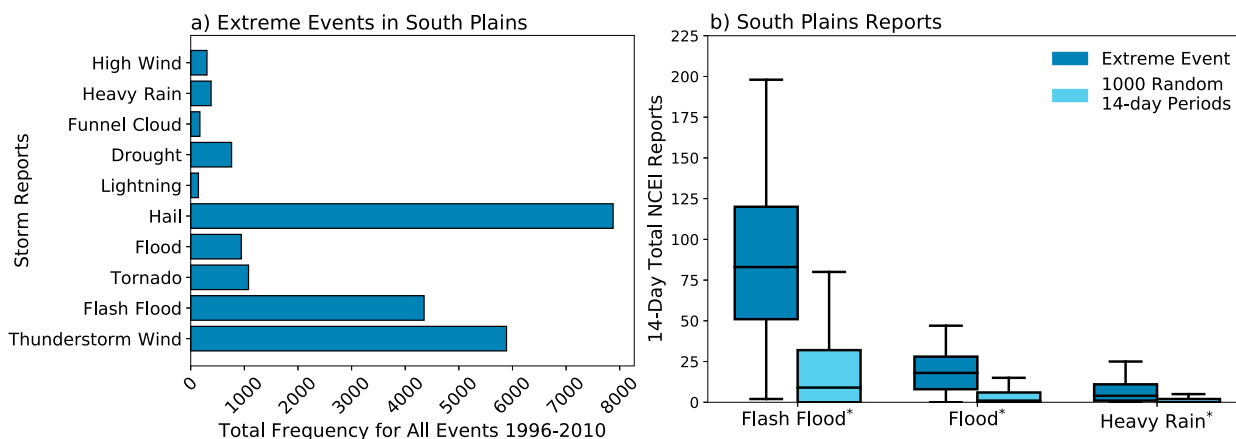 a) Extreme Events in South Plains
Storm Reports
High Wind
Heavy Rain
Funnel Cloud
Drought
Lightning
Hail
Flood
Tornado
Flash Flood
Thunderstorm Wind
0
1000
2000
3000
4000
5000
6000
7000
8000
Total Frequency for All Events 1996-2010
b) South Plains Reports
14-Day Total NCEI Reports
225
200
175
150
125
100
75
50
25
0
Extreme Event
1000 Random
14-day Periods
Flash Flood*
Flood*
Heavy Rain*